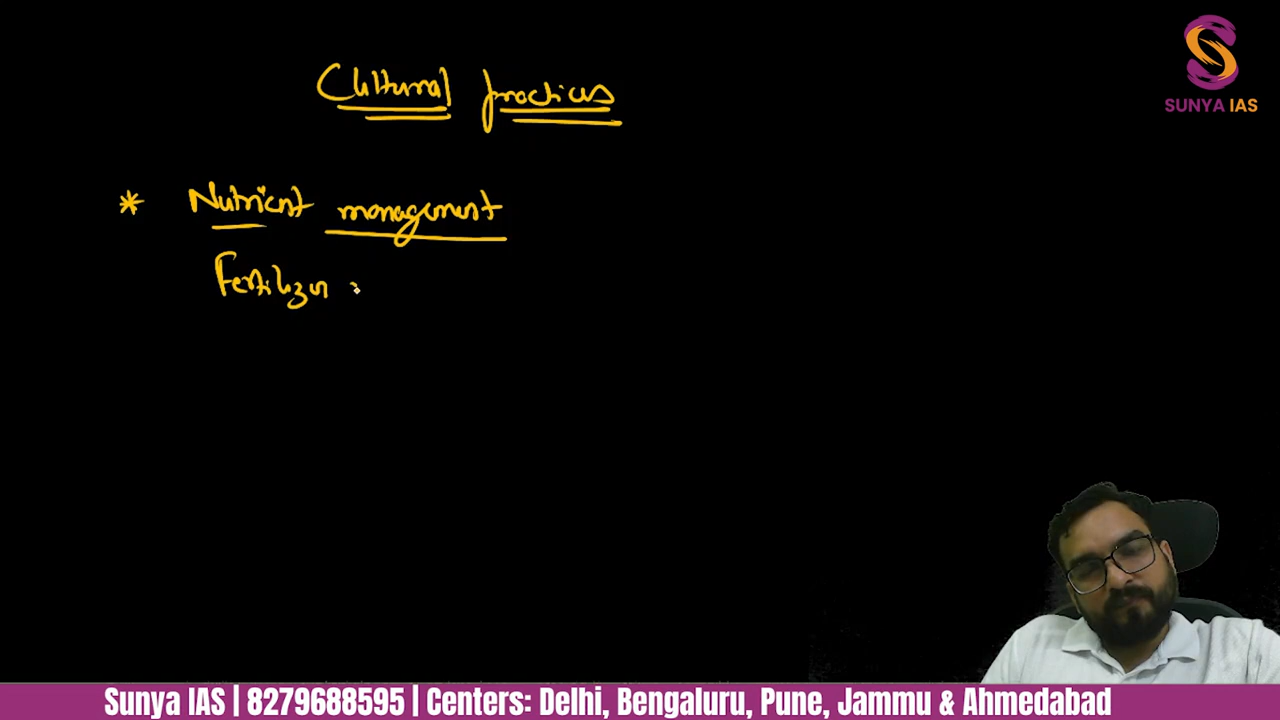 Cultural practices
SUNYA IAS
* Nutrient management
Fertilizer :
Sunya IAS | 8279688595 | Centers: Delhi, Bengaluru, Pune, Jammu & Ahmedabad